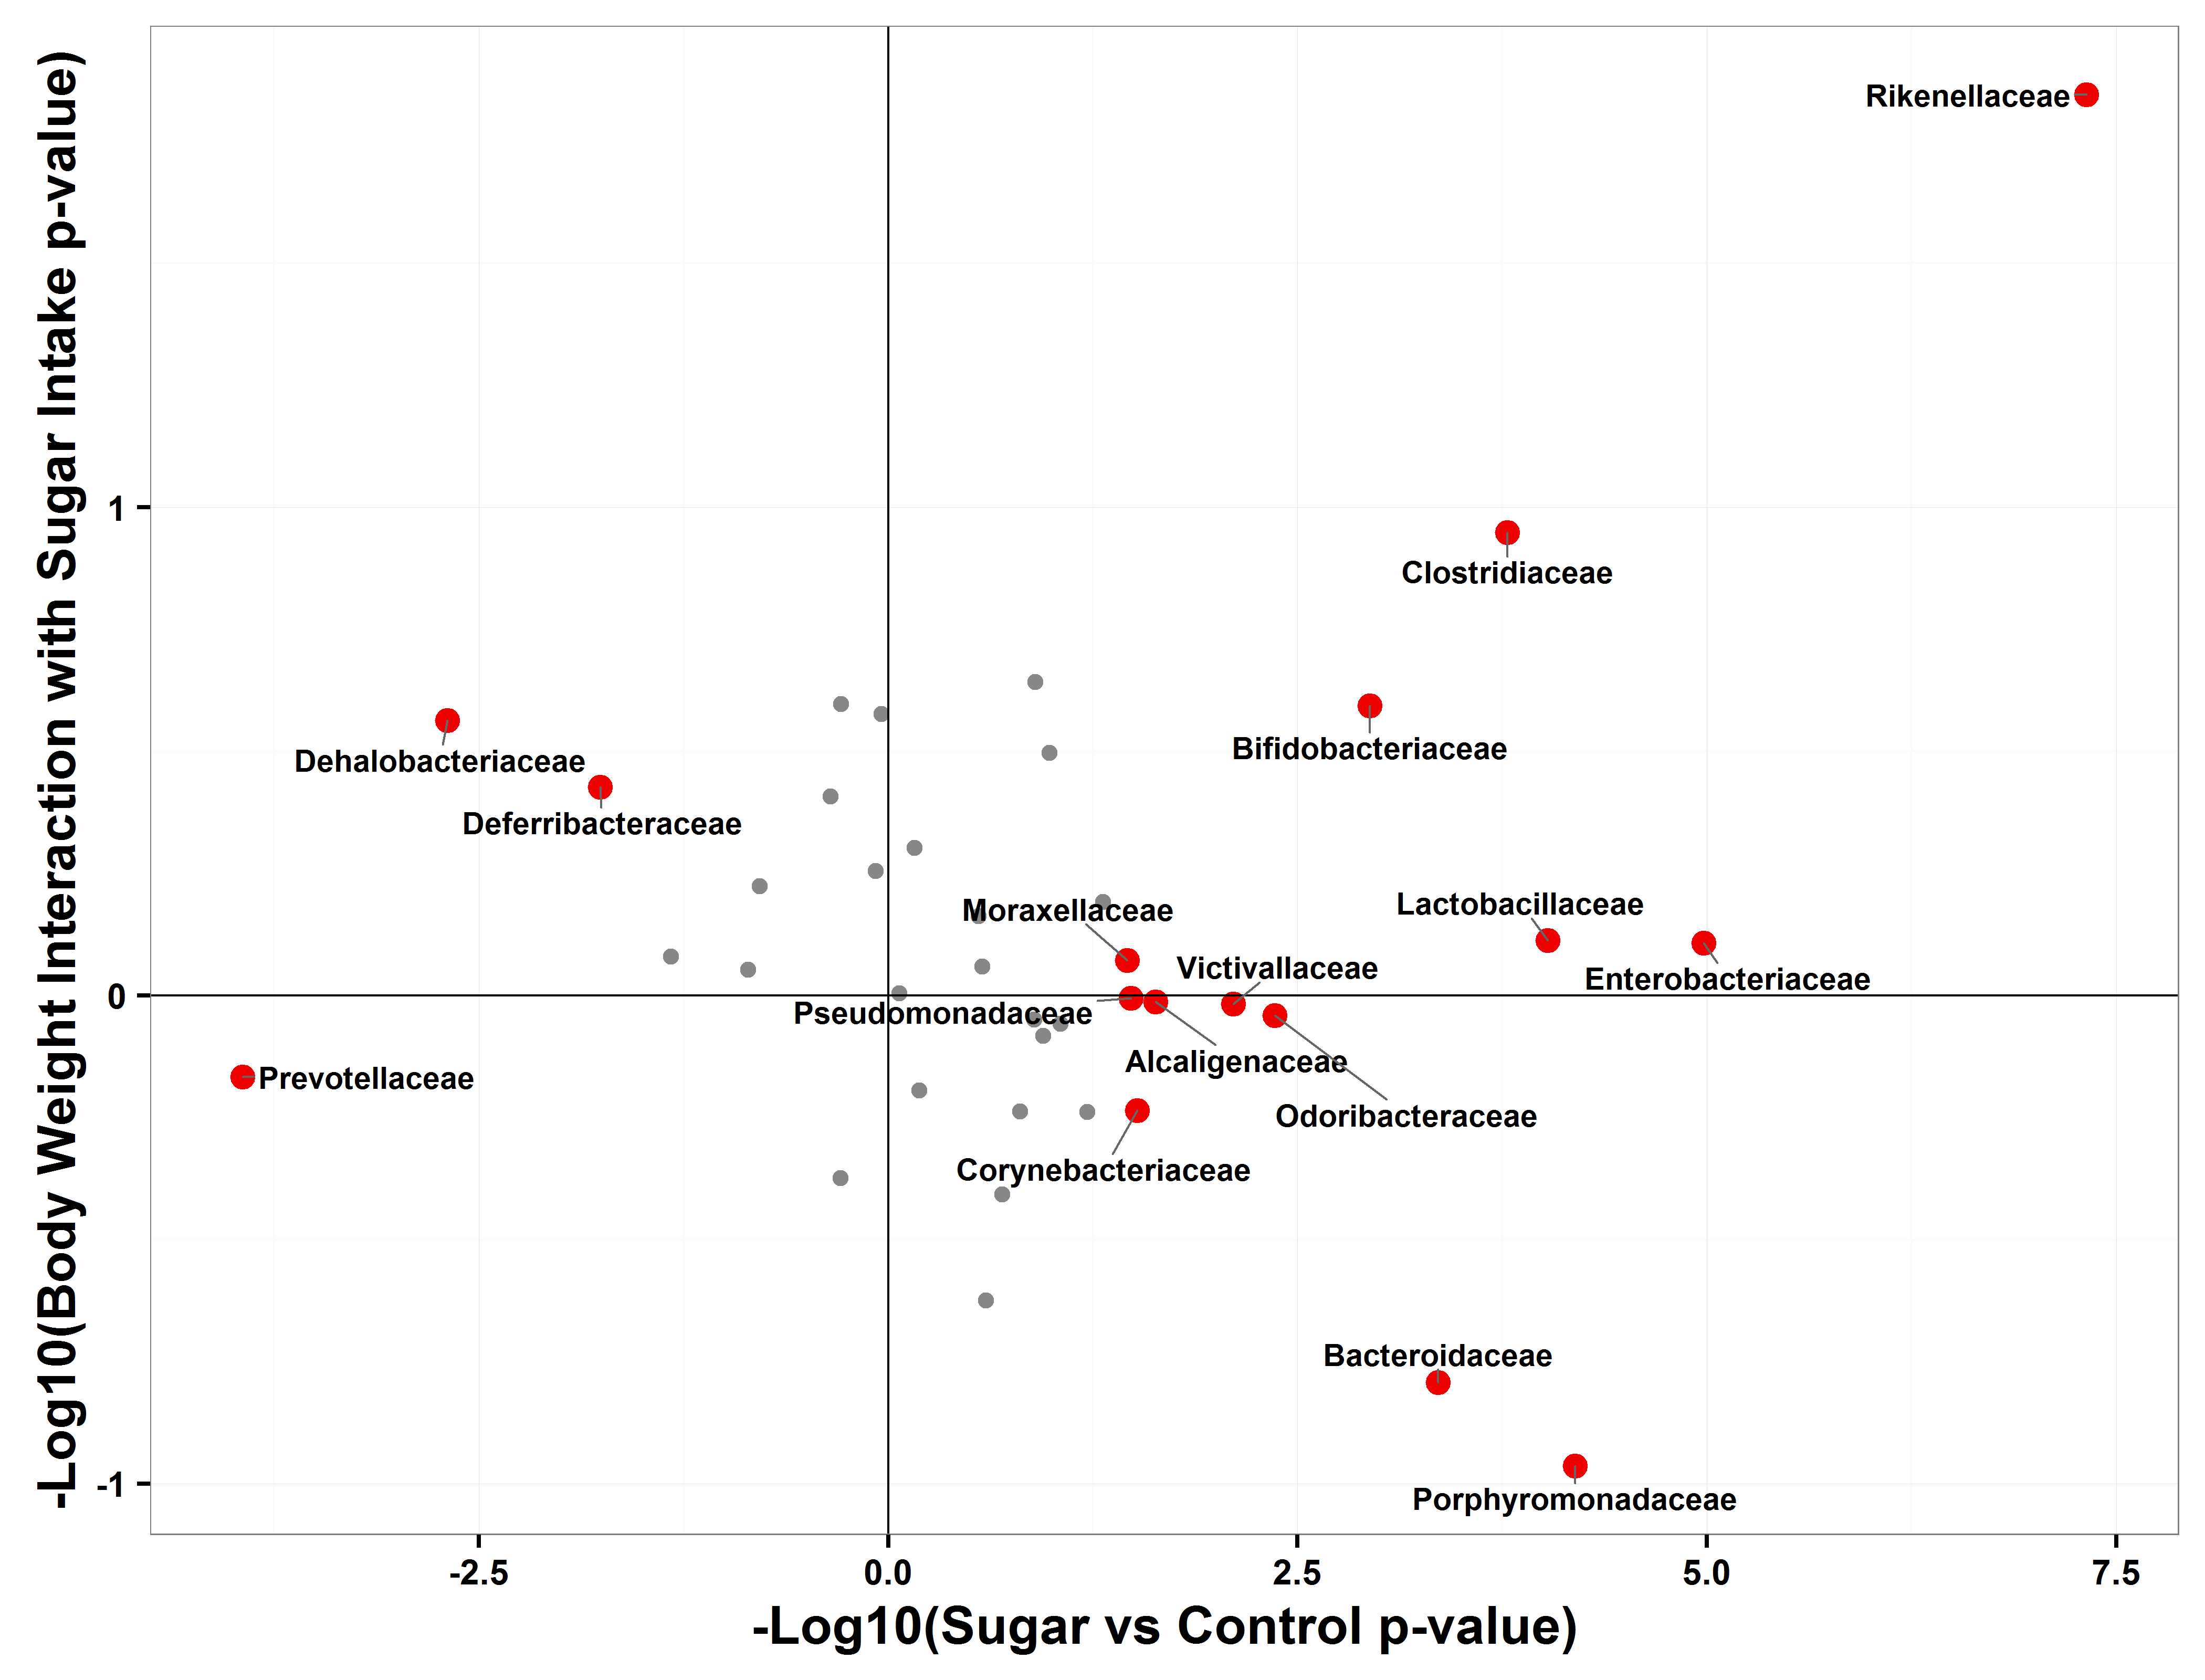 -Log10(Body Weight Interaction with Sugar Intake p-value)
1
0
-1
Rikenellaceae
Clostridiaceae
Bifidobacteriaceae
Dehalobacteriaceae
Deferribacteraceae
Lactobacillaceae
Moraxellaceae
Victivallaceae
Enterobacteriaceae
Pseudomonadaceae
Alcaligenaceae
Prevotellaceae
Odoribacteraceae
Corynebacteriaceae
Bacteroidaceae
Porphyromonadaceae
-2.5 0.0 2.5 5.0 7.5
-Log10(Sugar vs Control p-value)